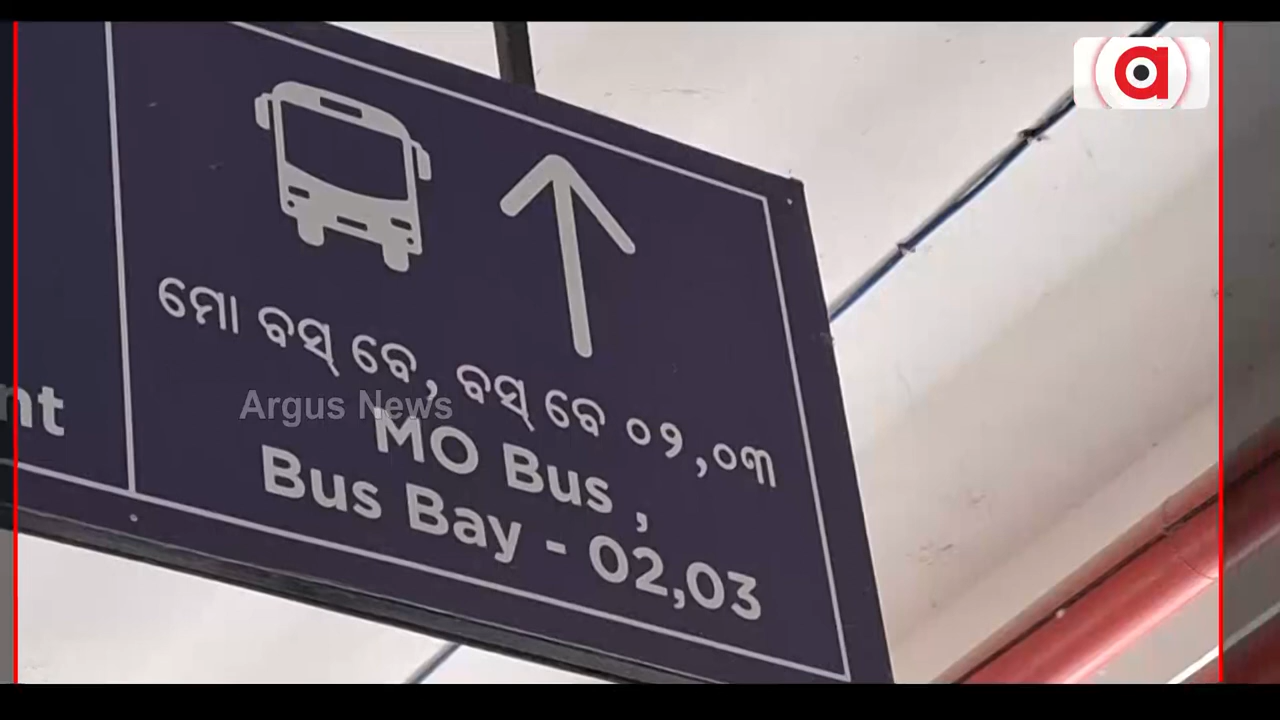 ମୋ ବସ୍ ବେ, ବସ୍ ବେ ୦୨,୦୩
MO Bus ,
Bus Bay - 02,03
nt
Argus News
a